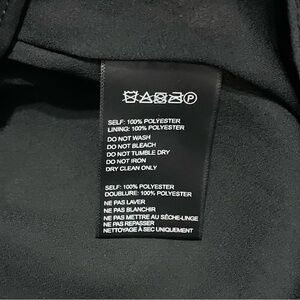 P
SELF: 100% POLYESTER
LINING: 100% POLYESTER
DO NOT WASH
DO NOT BLEACH
DO NOT TUMBLE DRY
DO NOT IRON
DRY CLEAN ONLY
SELF: 100% POLYESTER
DOUBLURE: 100% POLYESTER
NE PAS LAVER
NE PAS BLANCHIR
NE PAS METTRE AU SÈCHE-LINGE
NE PAS REPASSER
NETTOYAGE À SEC UNIQUEMENT